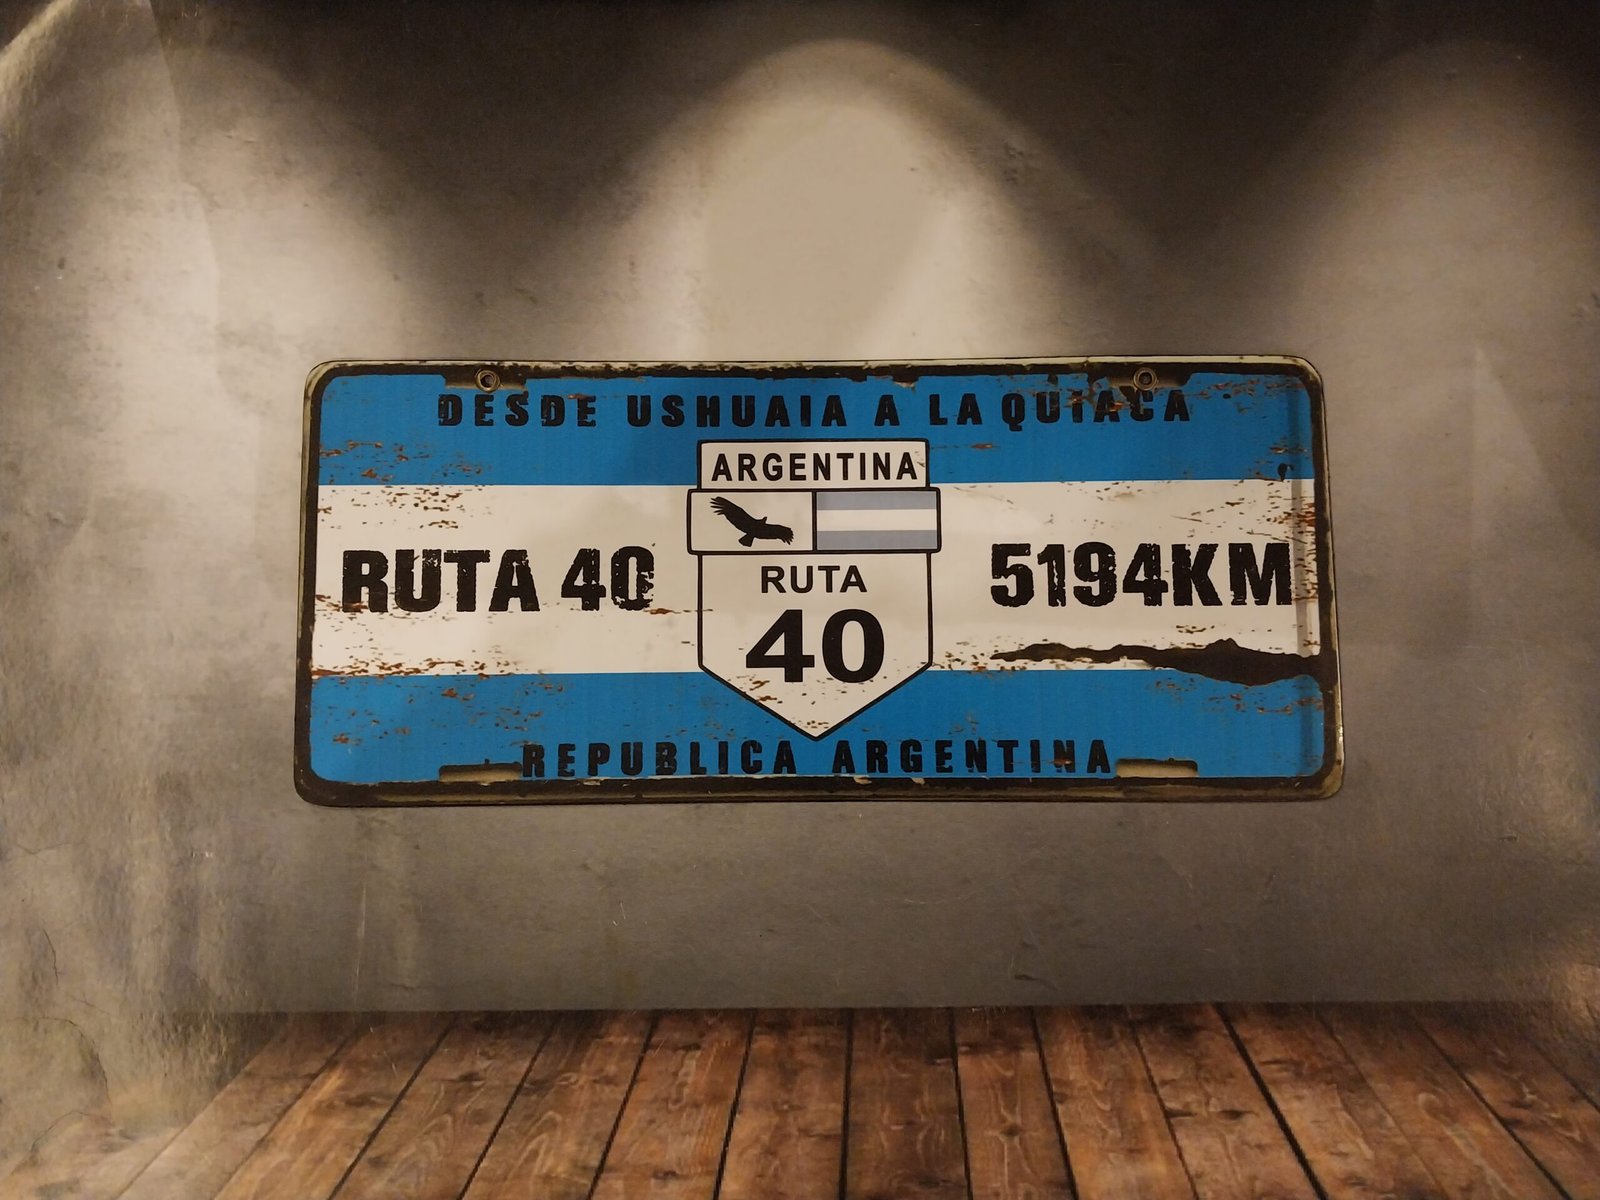 DESDE USHUAIA A LA QUIACA
ARGENTINA
RUTA 40
RUTA
40
5194KM
REPUBLICA ARGENTINA